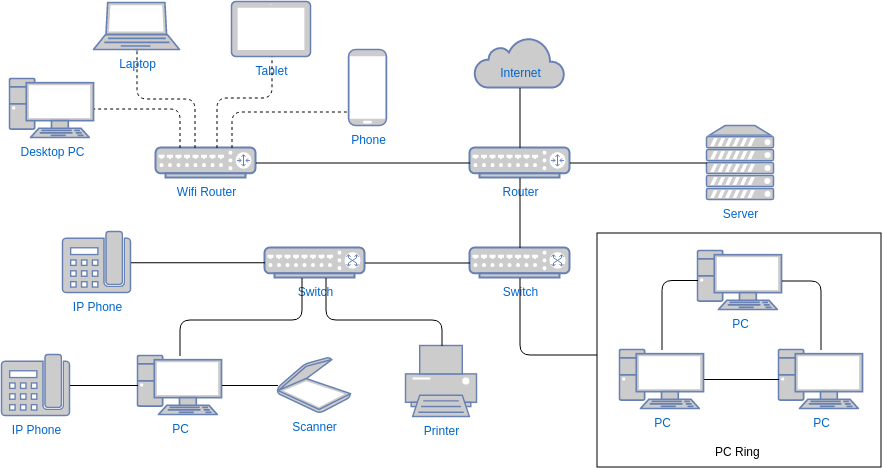 Laptop
Tablet
Internet
Desktop PC
Phone
Wifi Router
Router
Server
IP Phone
Switch
Switch
PC
IP Phone
PC
Scanner
Printer
PC
PC
PC Ring